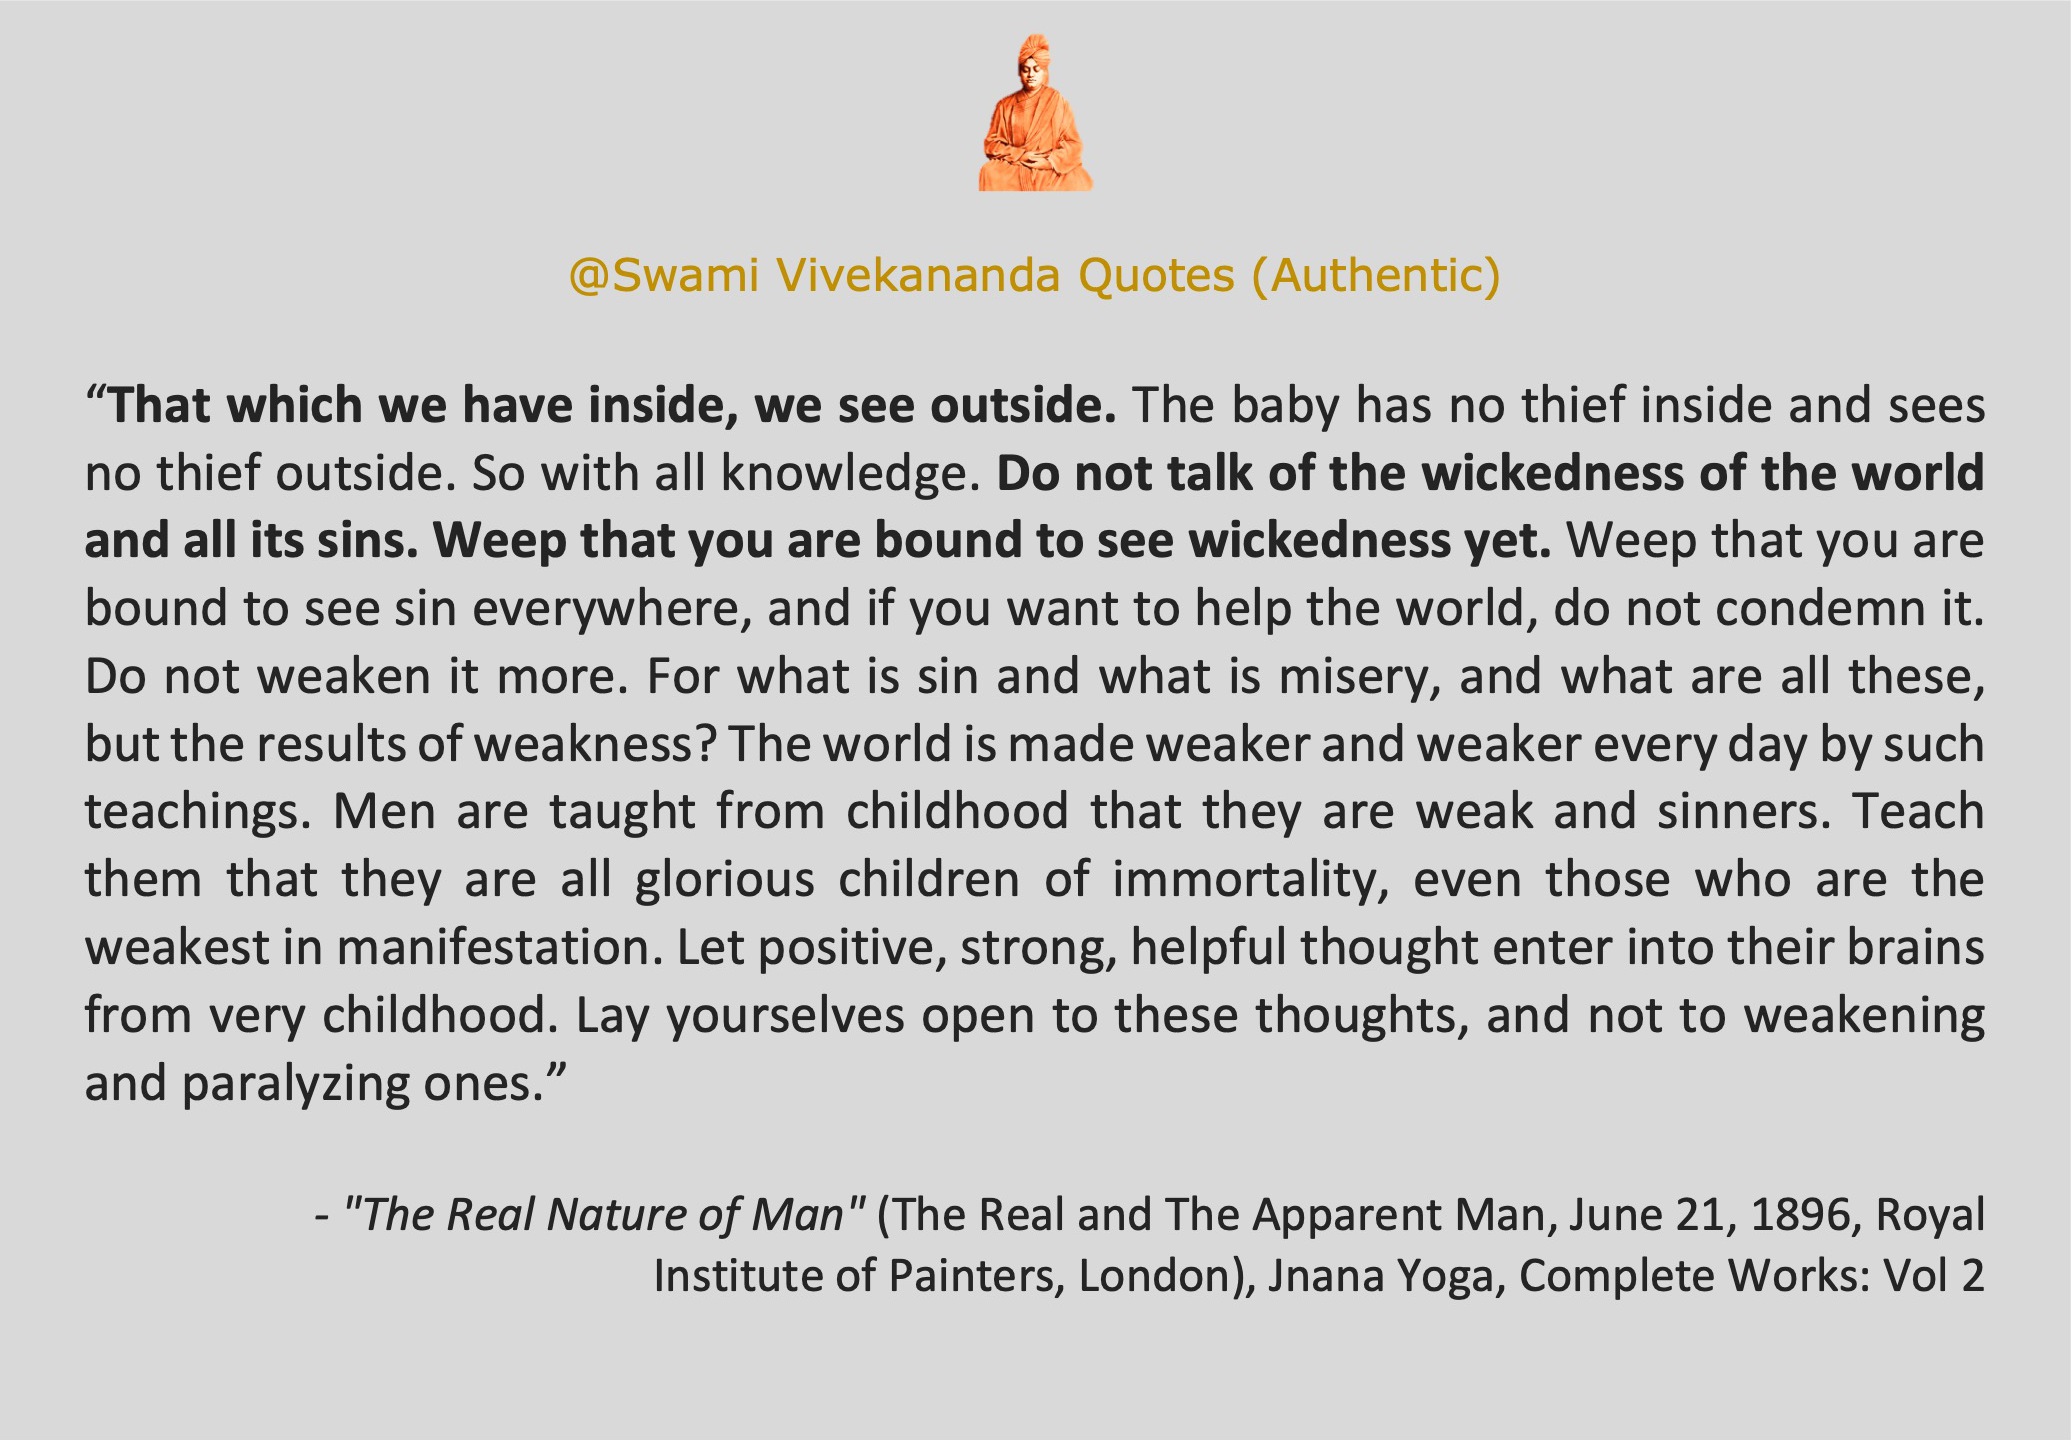 @Swami Vivekananda Quotes (Authentic)
“That which we have inside, we see outside. The baby has no thief inside and sees
no thief outside. So with all knowledge. Do not talk of the wickedness of the world
and all its sins. Weep that you are bound to see wickedness yet. Weep that you are
bound to see sin everywhere, and if you want to help the world, do not condemn it.
Do not weaken it more. For what is sin and what is misery, and what are all these,
but the results of weakness? The world is made weaker and weaker every day by such
teachings. Men are taught from childhood that they are weak and sinners. Teach
them that they are all glorious children of immortality, even those who are the
weakest in manifestation. Let positive, strong, helpful thought enter into their brains
from very childhood. Lay yourselves open to these thoughts, and not to weakening
and paralyzing ones.”
- "The Real Nature of Man" (The Real and The Apparent Man, June 21, 1896, Royal
Institute of Painters, London), Jnana Yoga, Complete Works: Vol 2